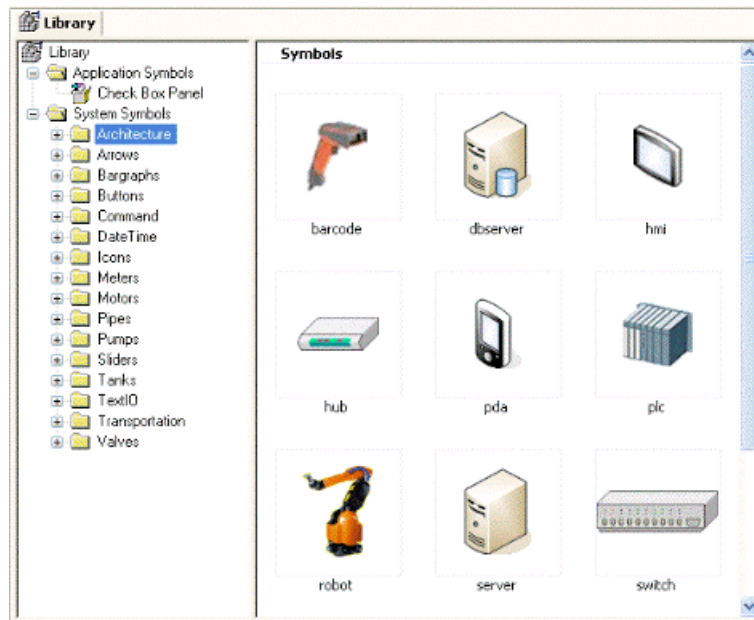 Library
Library
Application Symbols
Check Box Panel
System Symbols
Architecture
Arrows
Bargraphs
Buttons
Command
DateTime
Icons
Meters
Motors
Pipes
Pumps
Sliders
Tanks
TextIO
Transportation
Valves
Symbols
barcode dbserver hmi
hub pda plc
robot server switch